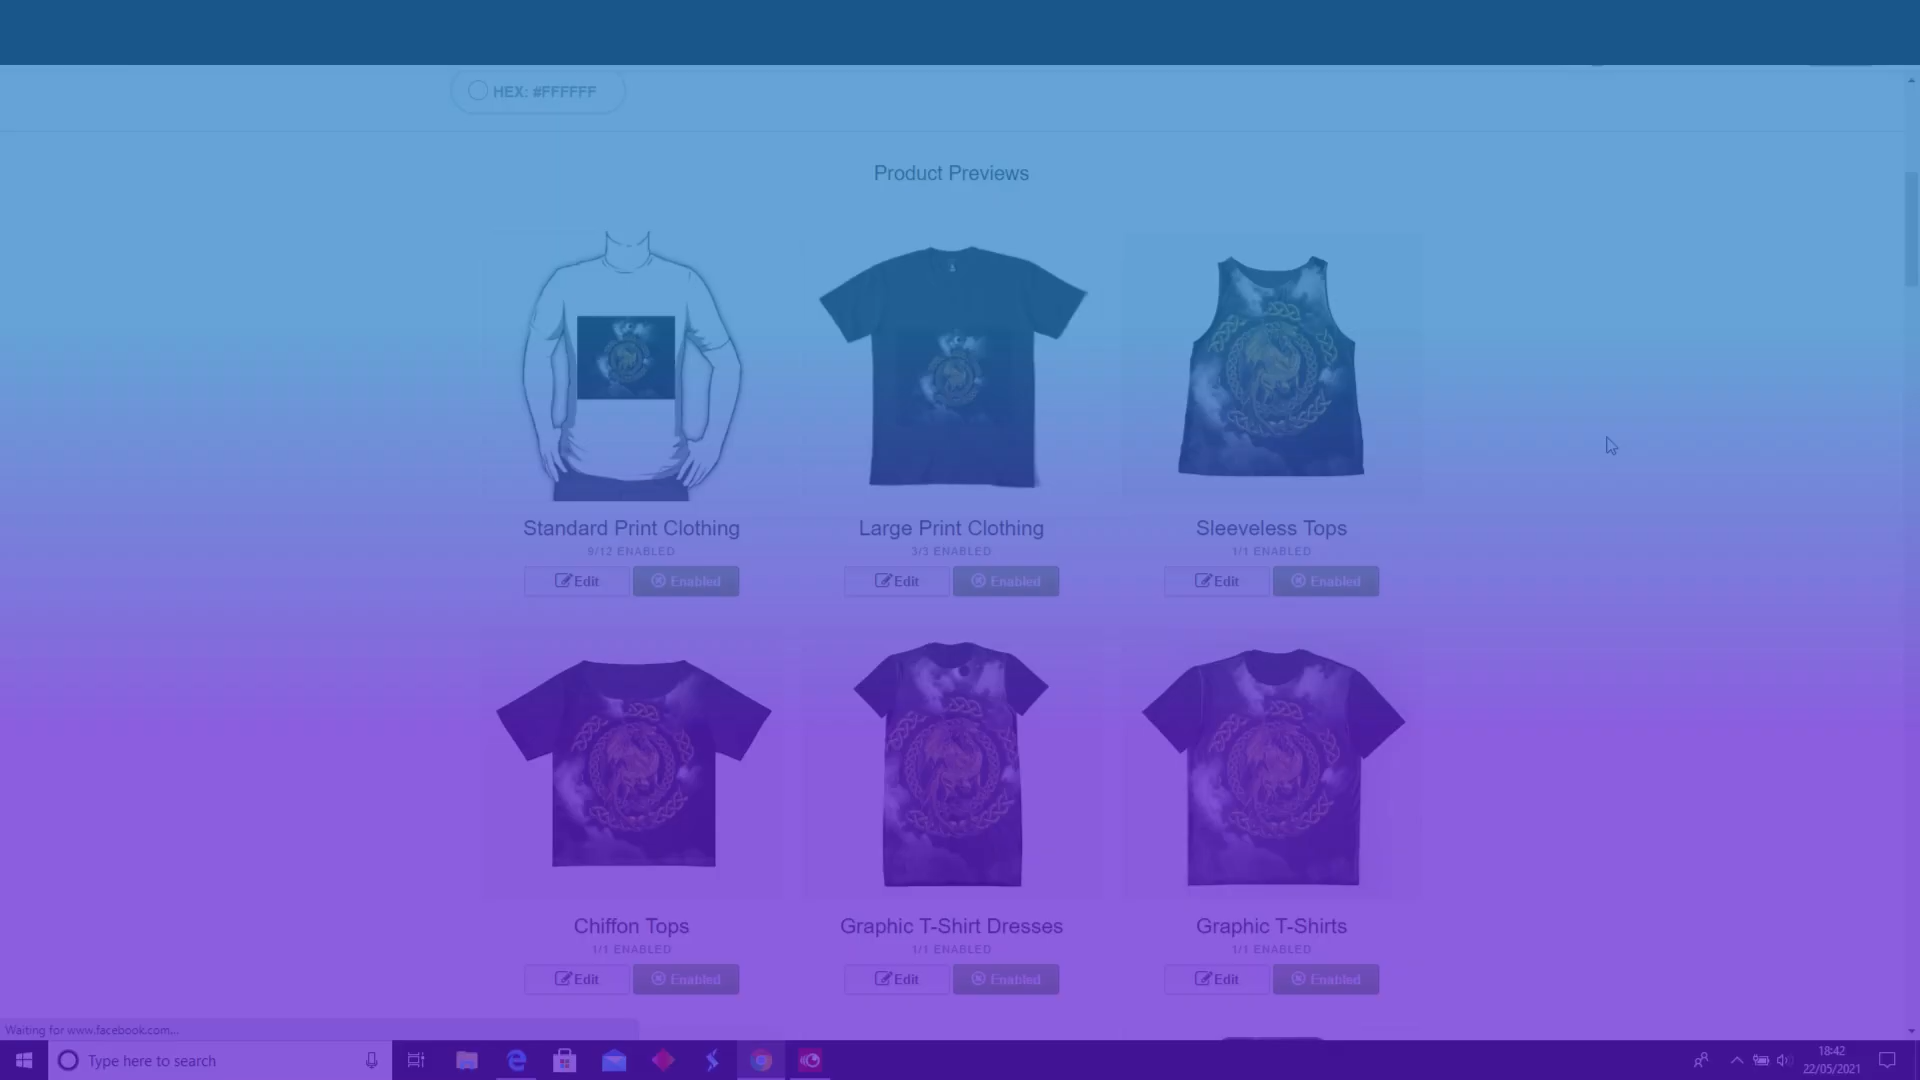 HEX: #FFFFFF
Product Previews
Standard Print Clothing
9/12 ENABLED
Edit
Enabled
Large Print Clothing
3/3 ENABLED
Edit
Enabled
Sleeveless Tops
1/1 ENABLED
Edit
Enabled
Chiffon Tops
1/1 ENABLED
Edit
Enabled
Graphic T-Shirt Dresses
1/1 ENABLED
Edit
Enabled
Graphic T-Shirts
1/1 ENABLED
Edit
Enabled
Waiting for www.facebook.com...
Type here to search
18:42
22/05/2021